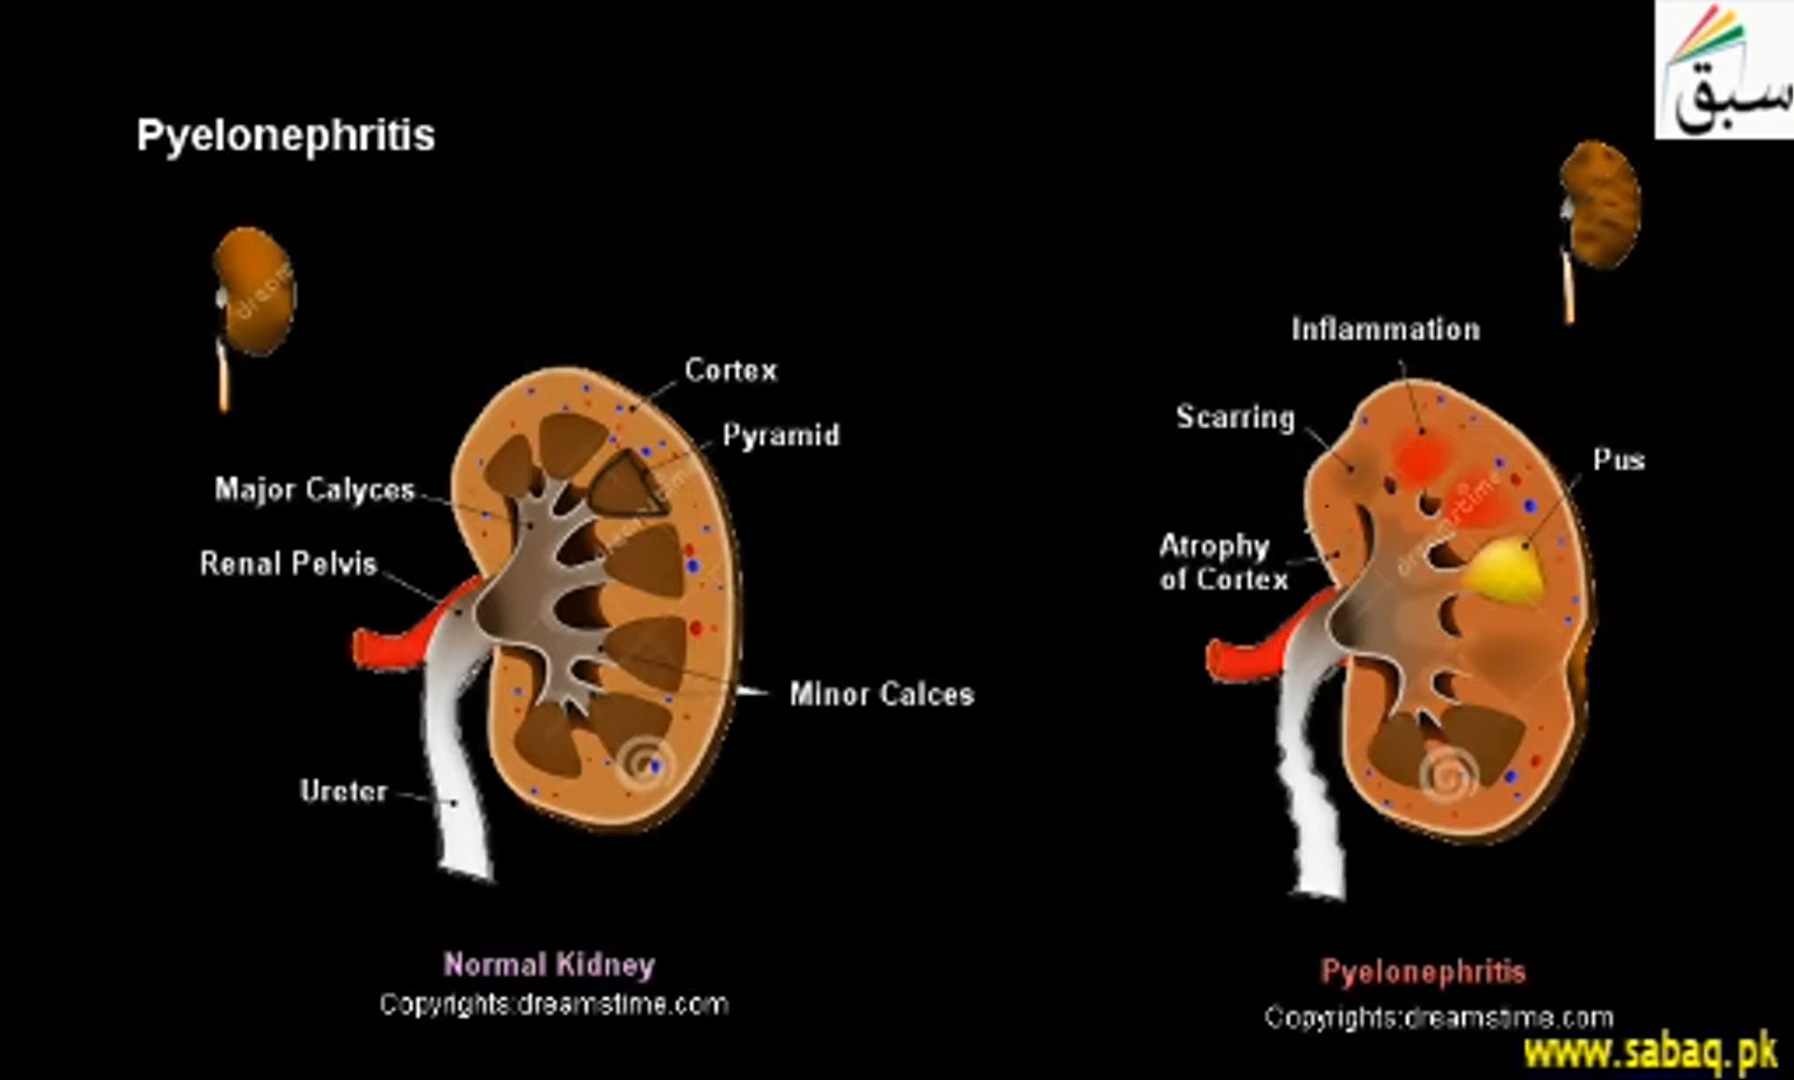 سبق
Pyelonephritis
Cortex
Pyramid
Major Calyces
Renal Pelvis
Minor Calces
Ureter
Normal Kidney
Copyrights:dreamstime.com
Inflammation
Scarring
Pus
Atrophy
of Cortex
Pyelonephritis
Copyrights:dreamstime.com
www.sabaq.pk